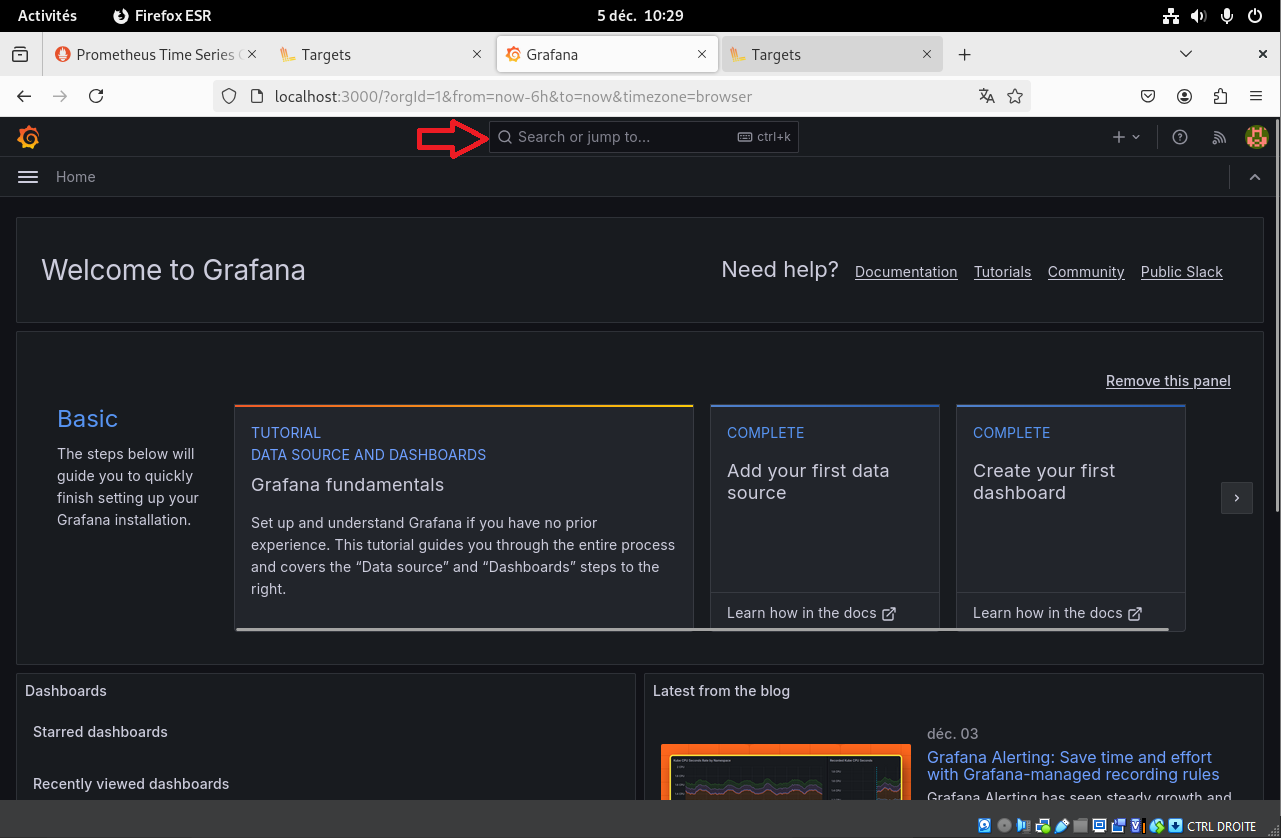 Activités Firefox ESR 5 déc. 10:29
Prometheus Time Series Targets Grafana Targets
localhost:3000/?orgId=1&from=now-6h&to=now&timezone=browser
Search or jump to... ctrl+k
Home
Welcome to Grafana
Need help? Documentation Tutorials Community Public Slack
Remove this panel
Basic
The steps below will
guide you to quickly
finish setting up your
Grafana installation.
TUTORIAL
DATA SOURCE AND DASHBOARDS
Grafana fundamentals
Set up and understand Grafana if you have no prior
experience. This tutorial guides you through the entire process
and covers the “Data source” and “Dashboards” steps to the
right.
COMPLETE
Add your first data
source
Learn how in the docs
COMPLETE
Create your first
dashboard
Learn how in the docs
Dashboards
Starred dashboards
Recently viewed dashboards
Latest from the blog
déc. 03
Grafana Alerting: Save time and effort
with Grafana-managed recording rules
Grafana Alerting has seen steady growth and
CTRL DROITE